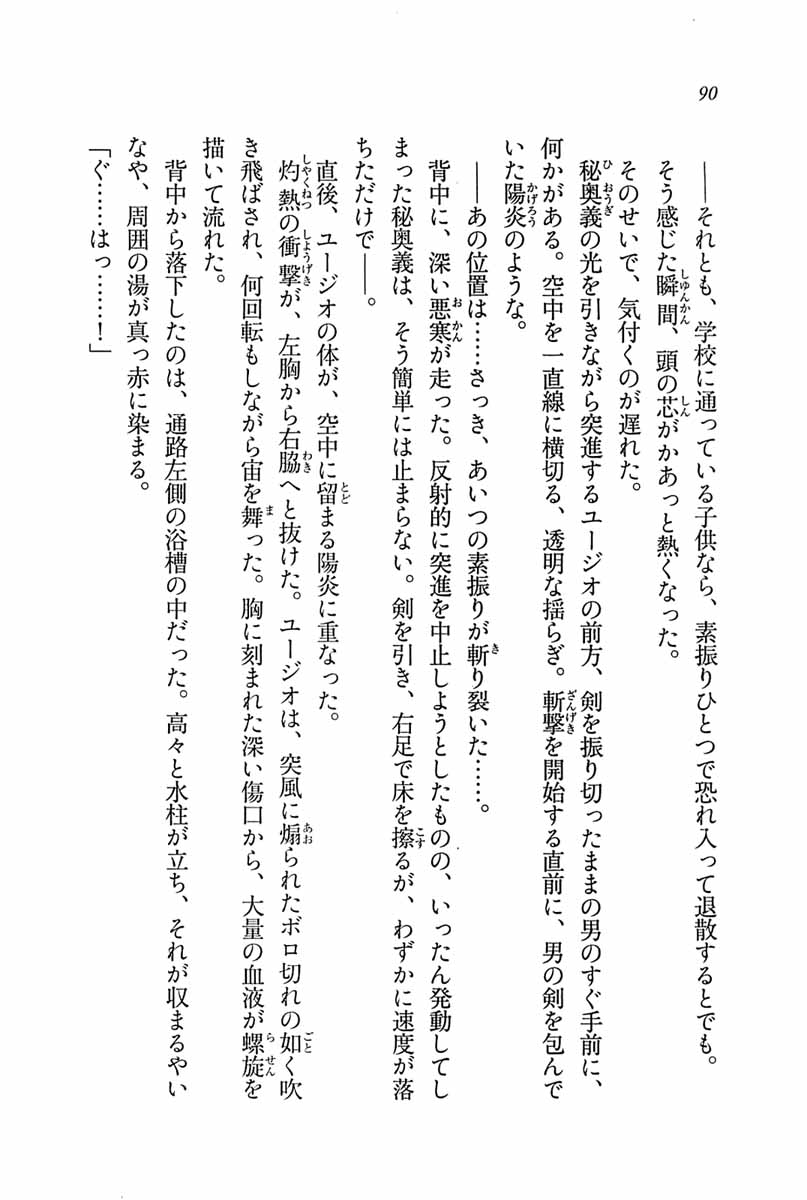 90
――それとも、学校に通っている子供なら、素振りひとつで恐れ入って退散するとでも。
そう感じた瞬間、頭の芯がかあっと熱くなった。
そのせいで、気付くのが遅れた。
秘奥義の光を引きながら突進するユージオの前方、剣を振り切ったままの男のすぐ手前に、
何かがある。空中を一直線に横切る、透明な揺らぎ。斬撃を開始する直前に、男の剣を包んで
いた陽炎のような。
――あの位置は……さっき、あいつの素振りが斬り裂いた……。
背中に、深い悪寒が走った。反射的に突進を中止しようとしたものの、いったん発動してし
まった秘奥義は、そう簡単には止まらない。剣を引き、右足で床を擦るが、わずかに速度が落
ちただけで――。
直後、ユージオの体が、空中に留まる陽炎に重なった。
灼熱の衝撃が、左胸から右脇へと抜けた。ユージオは、突風に煽られたボロ切れの如く吹
き飛ばされ、何回転もしながら宙を舞った。胸に刻まれた深い傷口から、大量の血液が螺旋を
描いて流れた。
背中から落下したのは、通路左側の浴槽の中だった。高々と水柱が立ち、それが収まるやい
なや、周囲の湯が真っ赤に染まる。
「ぐ……はっ……！」